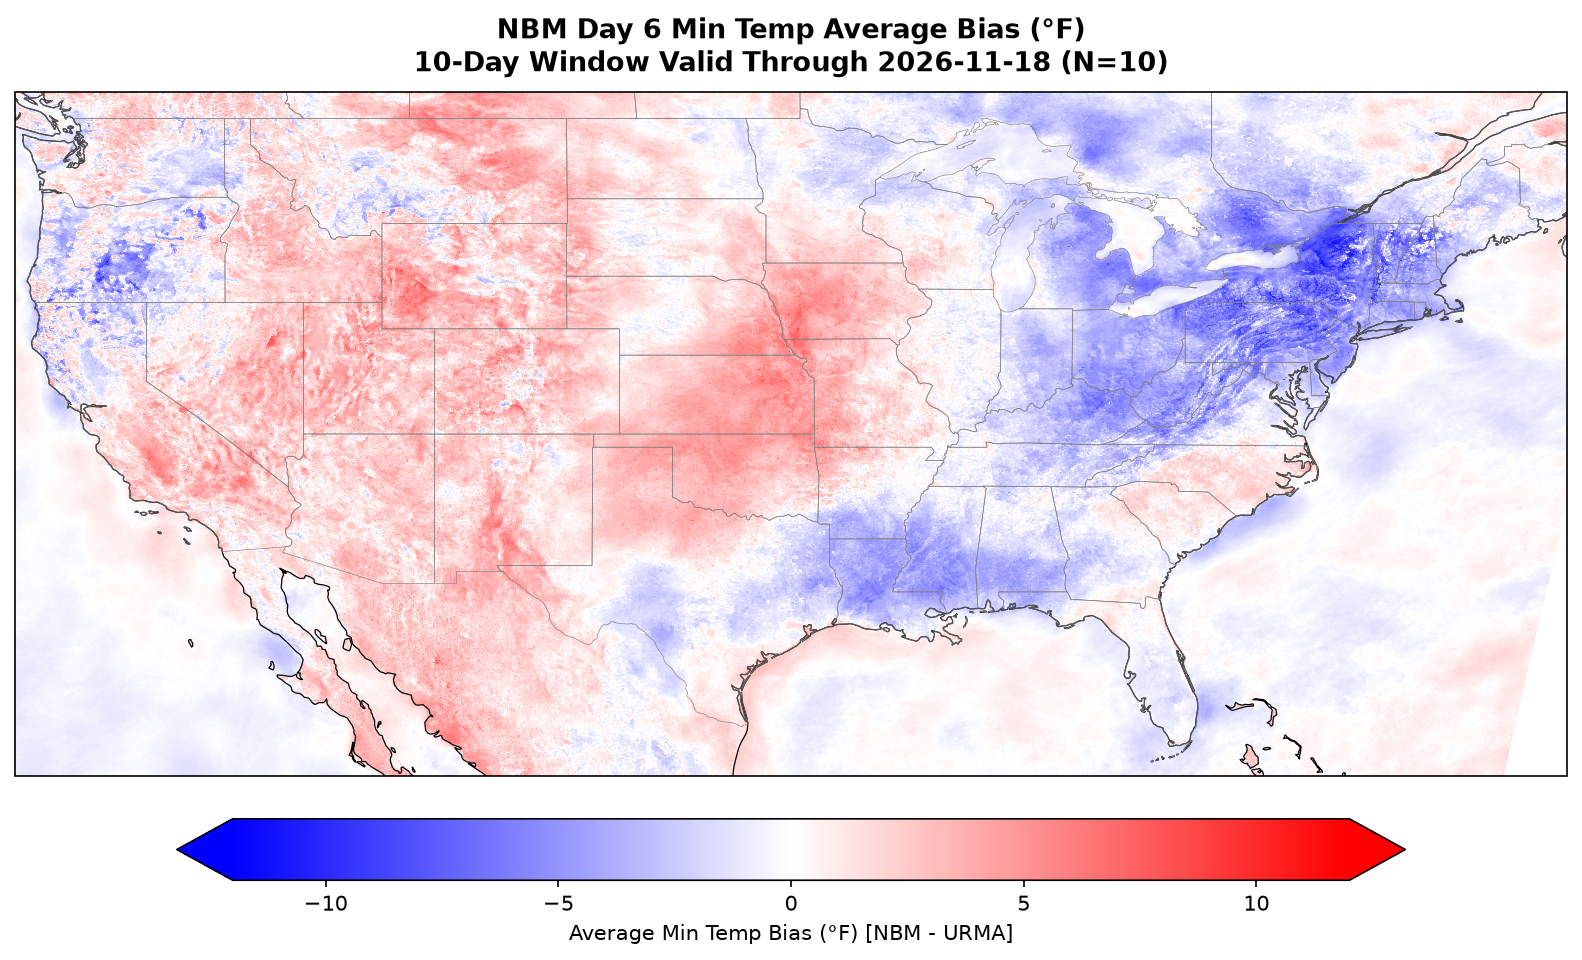 NBM Day 6 Min Temp Average Bias (°F)
10-Day Window Valid Through 2026-11-18 (N=10)
−10 −5 0 5 10
Average Min Temp Bias (°F) [NBM - URMA]